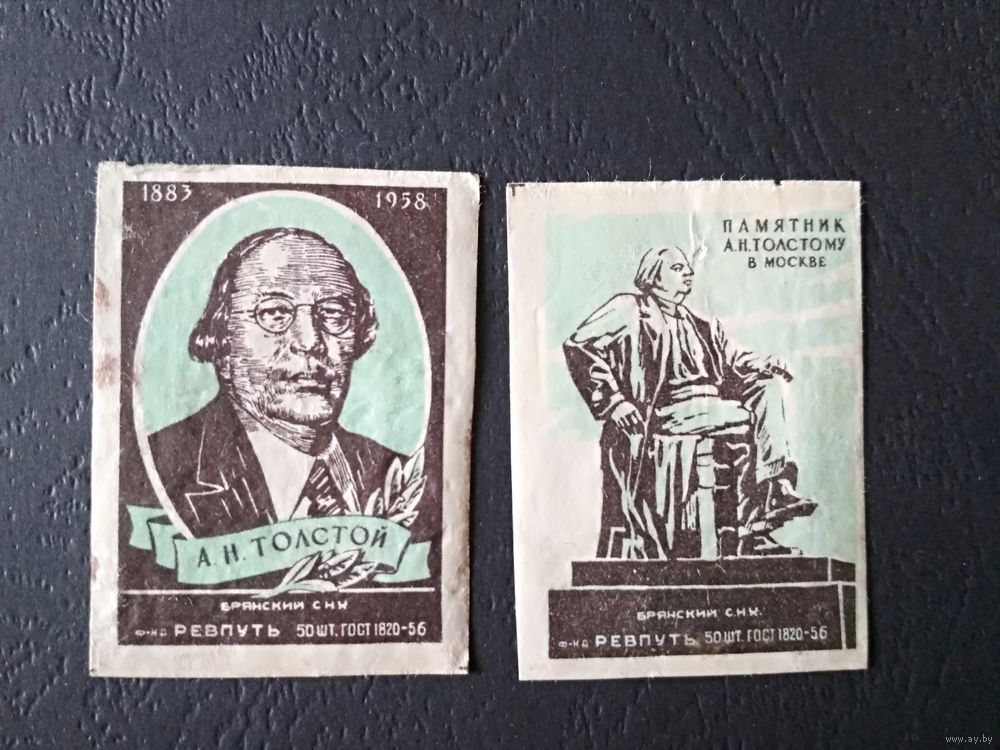 1883 1958
А. Н. ТОЛСТОЙ
БРЯНСКИЙ СНХ
Ф-КА РЕВПУТЬ 50 ШТ. ГОСТ 1820-56
ПАМЯТНИК
А.Н.ТОЛСТОМУ
В МОСКВЕ
БРЯНСКИЙ С.Н.Х.
Ф-КА РЕВПУТЬ 50 ШТ. ГОСТ 1820-56
www.ay.by